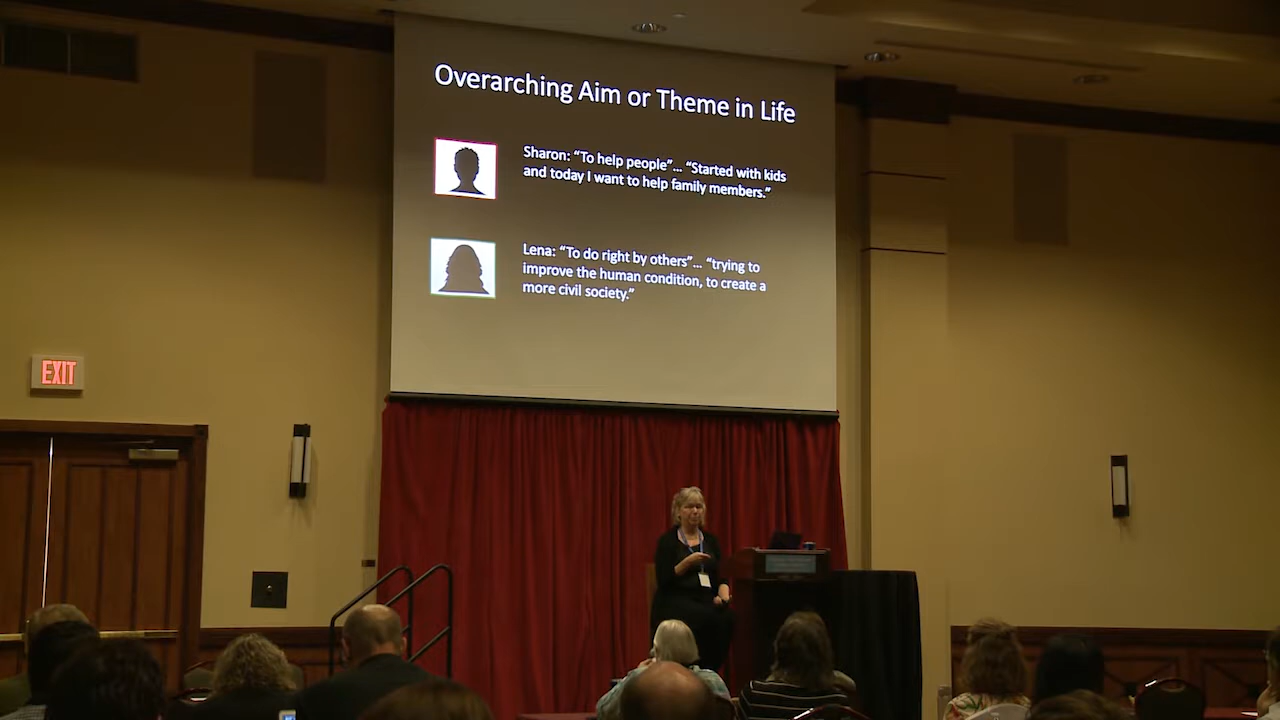 Overarching Aim or Theme in Life
Sharon: “To help people”... “Started with kids
and today I want to help family members.”
Lena: “To do right by others”... “trying to
improve the human condition, to create a
more civil society.”
EXIT